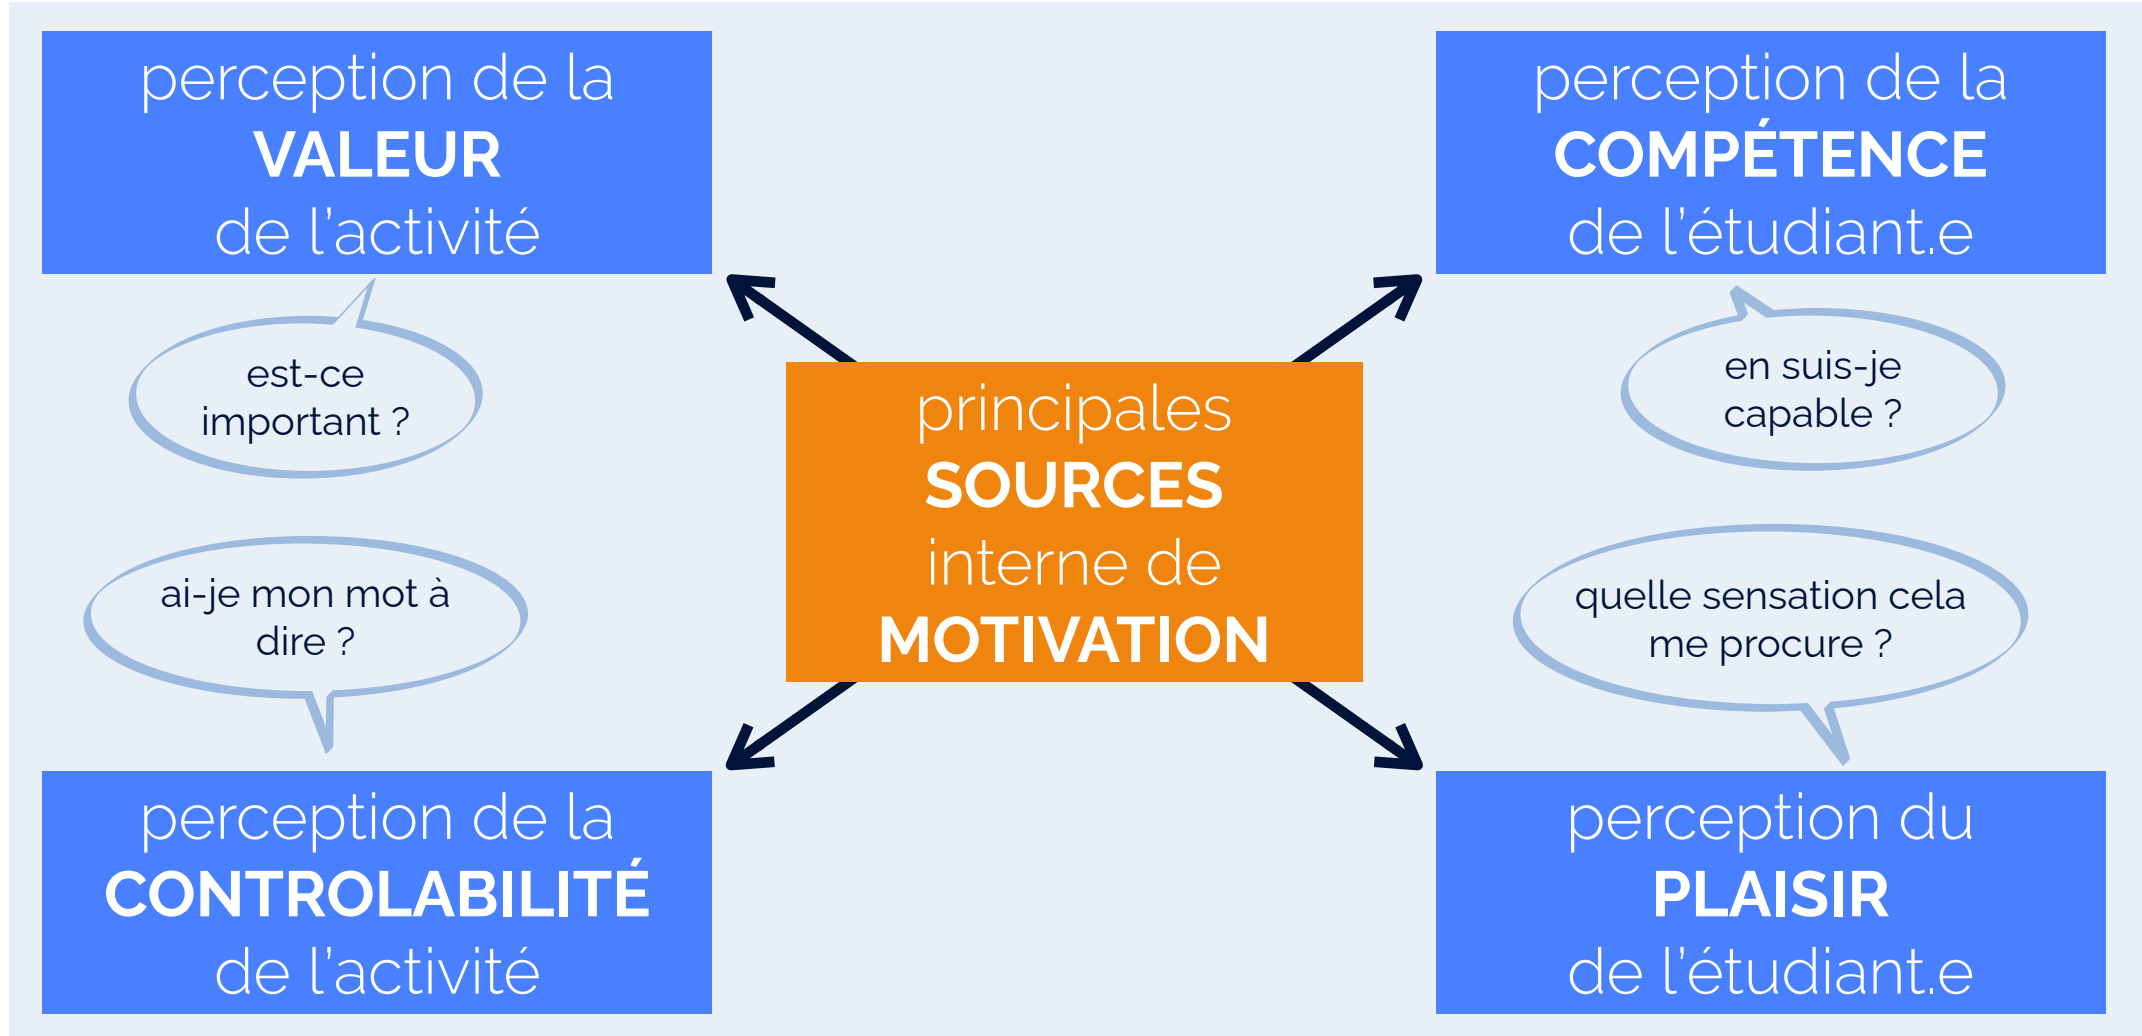 perception de la
VALEUR
de l'activité
perception de la
COMPÉTENCE
de l'étudiant.e
est-ce
important ?
en suis-je
capable ?
principales
SOURCES
interne de
MOTIVATION
ai-je mon mot à
dire ?
quelle sensation cela
me procure ?
perception de la
CONTROLABILITÉ
de l'activité
perception du
PLAISIR
de l'étudiant.e